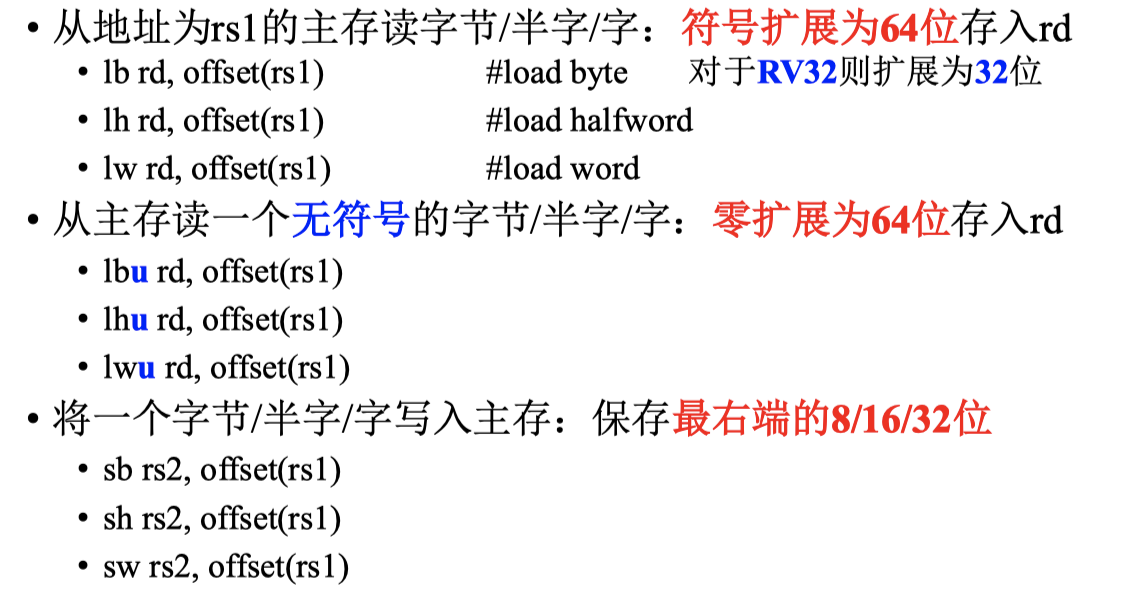 • 从地址为rs1的主存读字节/半字/字：符号扩展为64位存入rd
• lb rd, offset(rs1) #load byte 对于RV32则扩展为32位
• lh rd, offset(rs1) #load halfword
• lw rd, offset(rs1) #load word
• 从主存读一个无符号的字节/半字/字：零扩展为64位存入rd
• lbu rd, offset(rs1)
• lhu rd, offset(rs1)
• lwu rd, offset(rs1)
• 将一个字节/半字/字写入主存：保存最右端的8/16/32位
• sb rs2, offset(rs1)
• sh rs2, offset(rs1)
• sw rs2, offset(rs1)